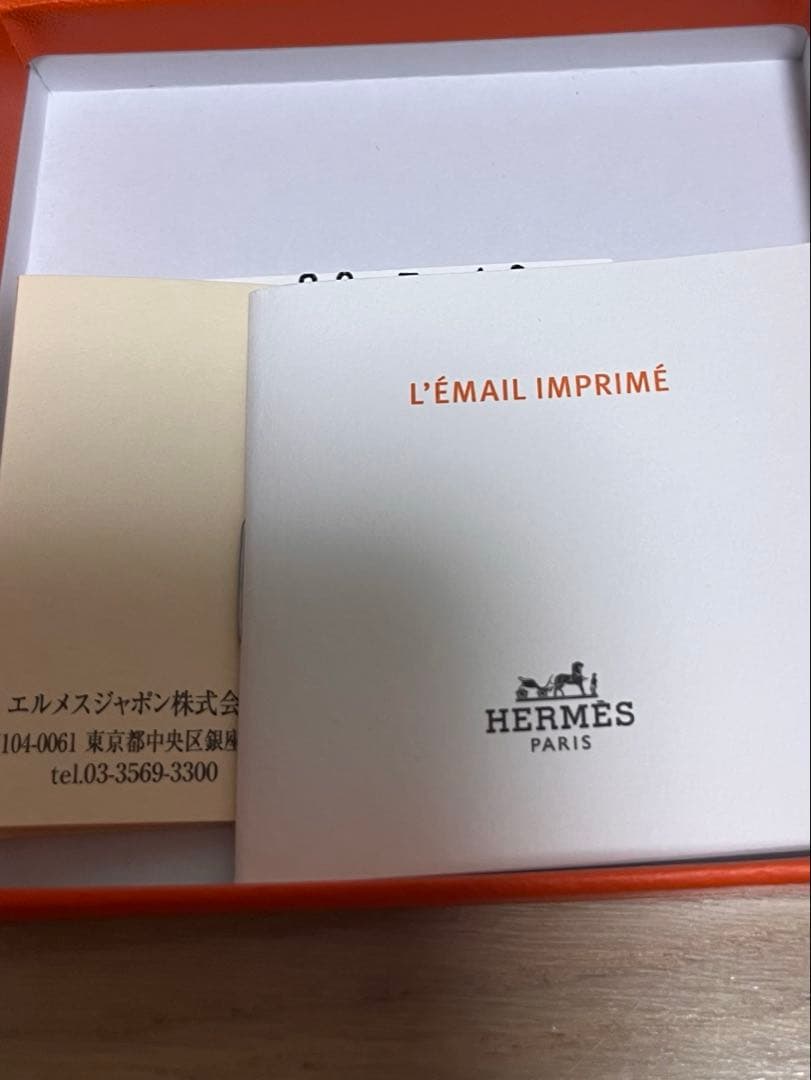 L'ÉMAIL IMPRIMÉ
HERMÈS
PARIS
エルメスジャポン株式会
104-0061 東京都中央区銀座
tel.03-3569-3300